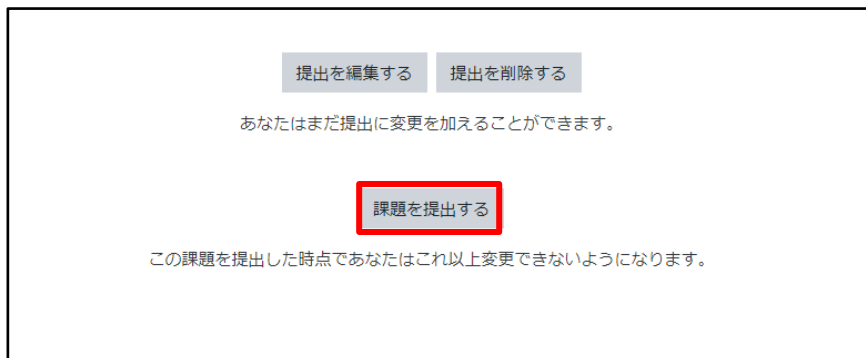 提出を編集する 提出を削除する
あなたはまだ提出に変更を加えることができます。
課題を提出する
この課題を提出した時点であなたはこれ以上変更できないようになります。